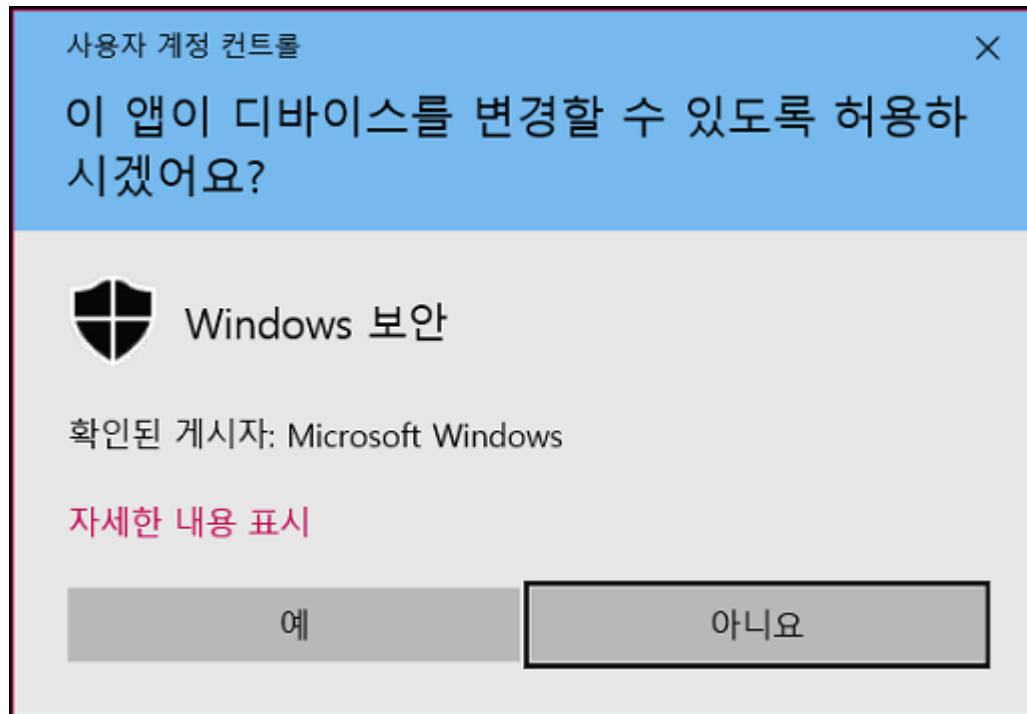 사용자 계정 컨트롤
이 앱이 디바이스를 변경할 수 있도록 허용하
시겠어요?
Windows 보안
확인된 게시자: Microsoft Windows
자세한 내용 표시
예
아니요